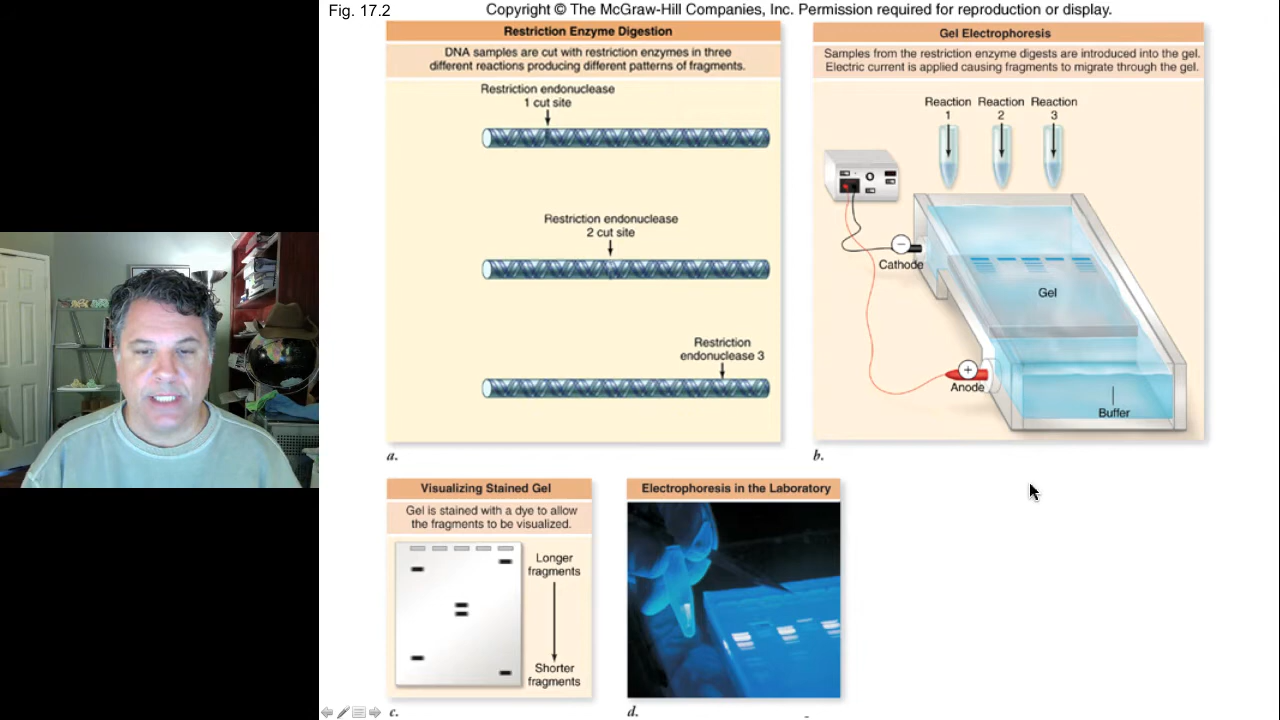 Fig. 17.2
Copyright © The McGraw-Hill Companies, Inc. Permission required for reproduction or display.
Restriction Enzyme Digestion
DNA samples are cut with restriction enzymes in three
different reactions producing different patterns of fragments.
Restriction endonuclease
1 cut site
Restriction endonuclease
2 cut site
Restriction
endonuclease 3
a.
Gel Electrophoresis
Samples from the restriction enzyme digests are introduced into the gel.
Electric current is applied causing fragments to migrate through the gel.
Reaction
1
Reaction
2
Reaction
3
−
Cathode
Gel
+
Anode
Buffer
b.
Visualizing Stained Gel
Gel is stained with a dye to allow
the fragments to be visualized.
Longer
fragments
Shorter
fragments
c.
Electrophoresis in the Laboratory
d.